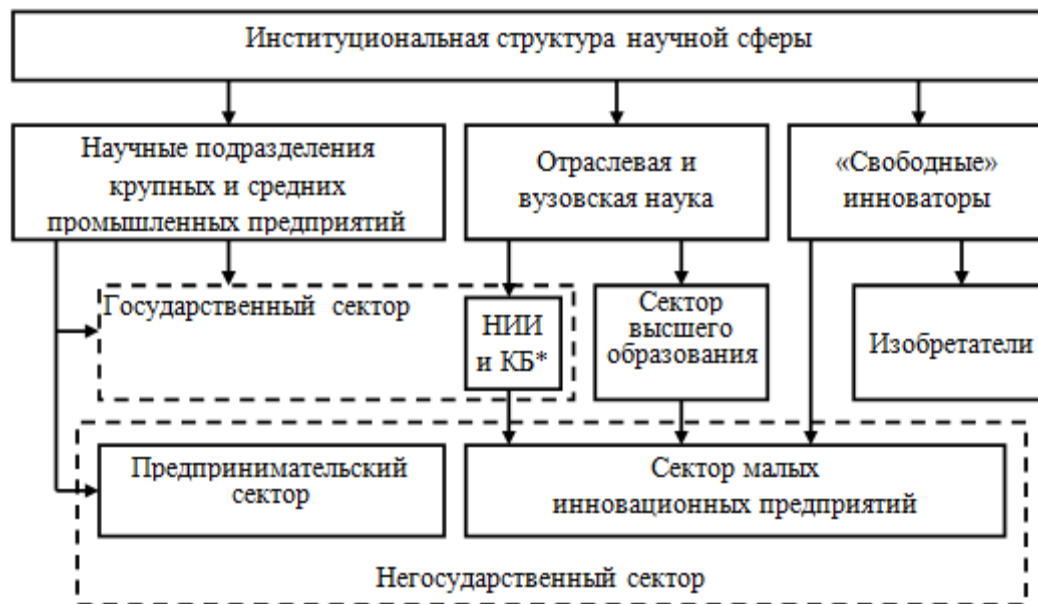 Институциональная структура научной сферы
Научные подразделения
крупных и средних
промышленных предприятий
Отраслевая и
вузовская наука
«Свободные»
инноваторы
Государственный сектор
НИИ
и КБ*
Сектор
высшего
образования
Изобретатели
Предпринимательский
сектор
Сектор малых
инновационных предприятий
Негосударственный сектор